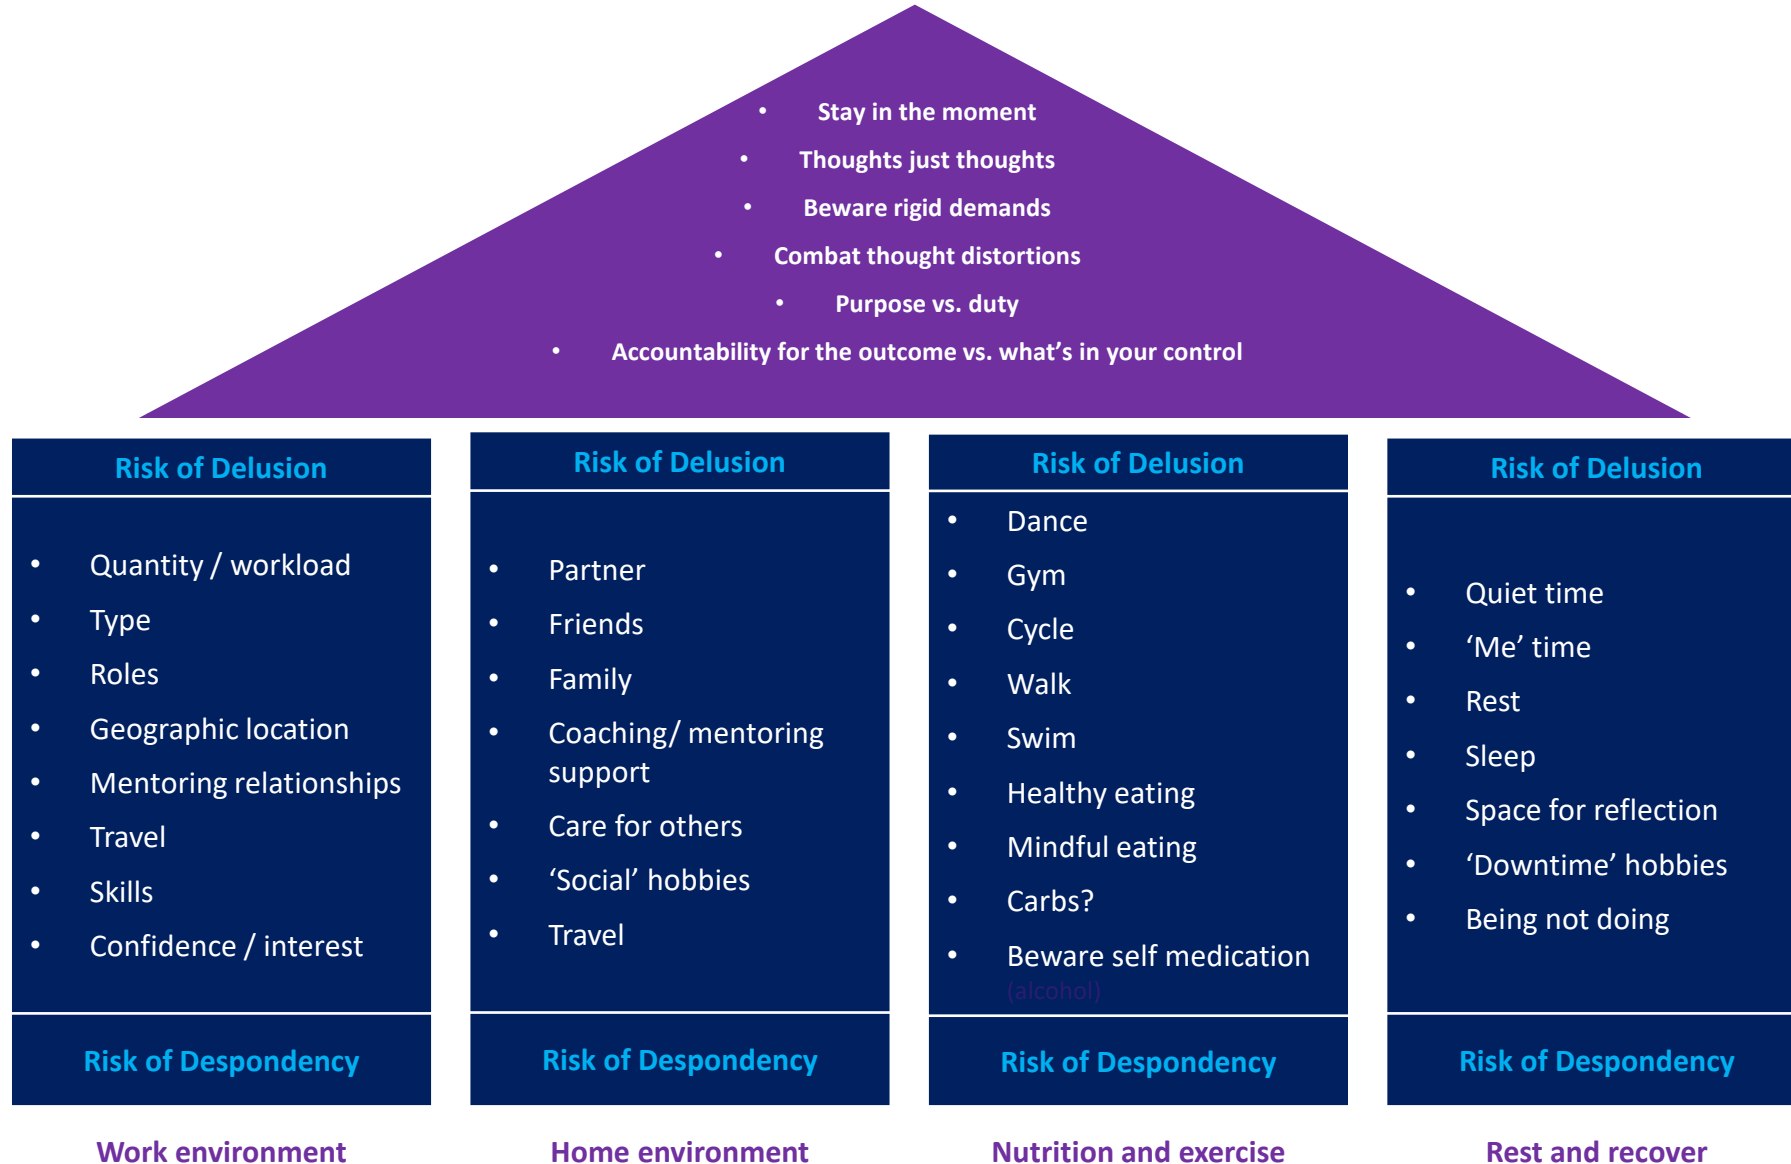 • Stay in the moment
• Thoughts just thoughts
• Beware rigid demands
• Combat thought distortions
• Purpose vs. duty
• Accountability for the outcome vs. what's in your control
Risk of Delusion
• Quantity / workload
• Type
• Roles
• Geographic location
• Mentoring relationships
• Travel
• Skills
• Confidence / interest
Risk of Despondency
Work environment
Risk of Delusion
• Partner
• Friends
• Family
• Coaching/ mentoring
support
• Care for others
• ‘Social’ hobbies
• Travel
Risk of Despondency
Home environment
Risk of Delusion
• Dance
• Gym
• Cycle
• Walk
• Swim
• Healthy eating
• Mindful eating
• Carbs?
• Beware self medication
(alcohol)
Risk of Despondency
Nutrition and exercise
Risk of Delusion
• Quiet time
• ‘Me’ time
• Rest
• Sleep
• Space for reflection
• ‘Downtime’ hobbies
• Being not doing
Risk of Despondency
Rest and recover